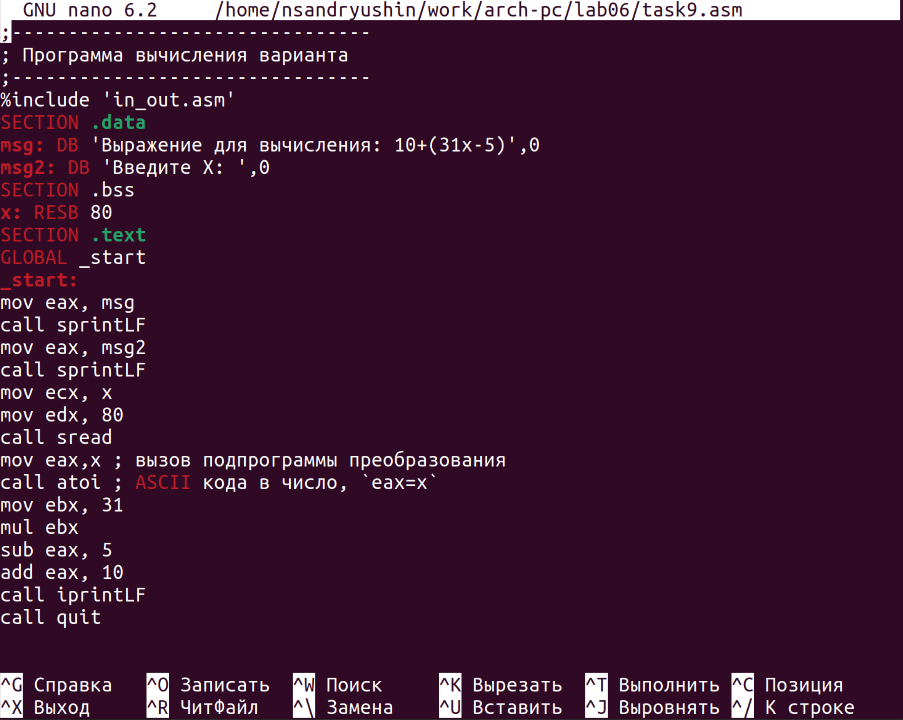 GNU nano 6.2 /home/nsandryushin/work/arch-pc/lab06/task9.asm
;--------------------------------
; Программа вычисления варианта
;--------------------------------
%include 'in_out.asm'
SECTION .data
msg: DB 'Выражение для вычисления: 10+(31x-5)',0
msg2: DB 'Введите X: ',0
SECTION .bss
x: RESB 80
SECTION .text
GLOBAL _start
_start:
mov eax, msg
call sprintLF
mov eax, msg2
call sprintLF
mov ecx, x
mov edx, 80
call sread
mov eax,x ; вызов подпрограммы преобразования
call atoi ; ASCII кода в число, `eax=x`
mov ebx, 31
mul ebx
sub eax, 5
add eax, 10
call iprintLF
call quit
^G Справка ^O Записать ^W Поиск ^K Вырезать ^T Выполнить ^C Позиция
^X Выход ^R ЧитФайл ^\ Замена ^U Вставить ^J Выровнять ^/ К строке